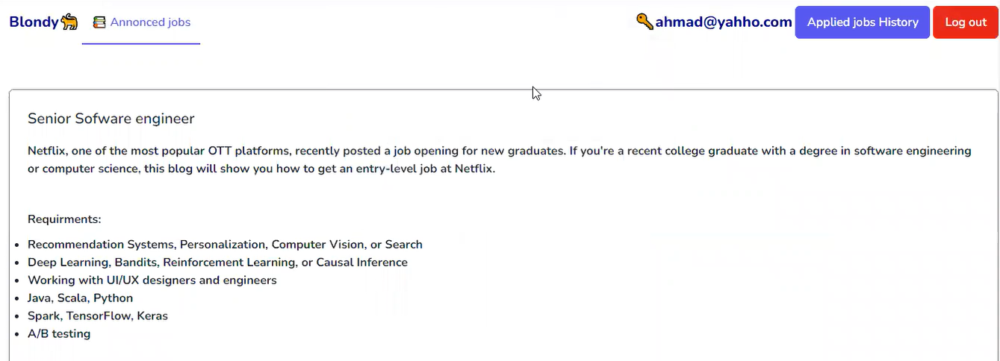 Blondy Annonced jobs ahmad@yahho.com Applied jobs History Log out
Senior Sofware engineer
Netflix, one of the most popular OTT platforms, recently posted a job opening for new graduates. If you're a recent college graduate with a degree in software engineering
or computer science, this blog will show you how to get an entry-level job at Netflix.
Requirments:
• Recommendation Systems, Personalization, Computer Vision, or Search
• Deep Learning, Bandits, Reinforcement Learning, or Causal Inference
• Working with UI/UX designers and engineers
• Java, Scala, Python
• Spark, TensorFlow, Keras
• A/B testing